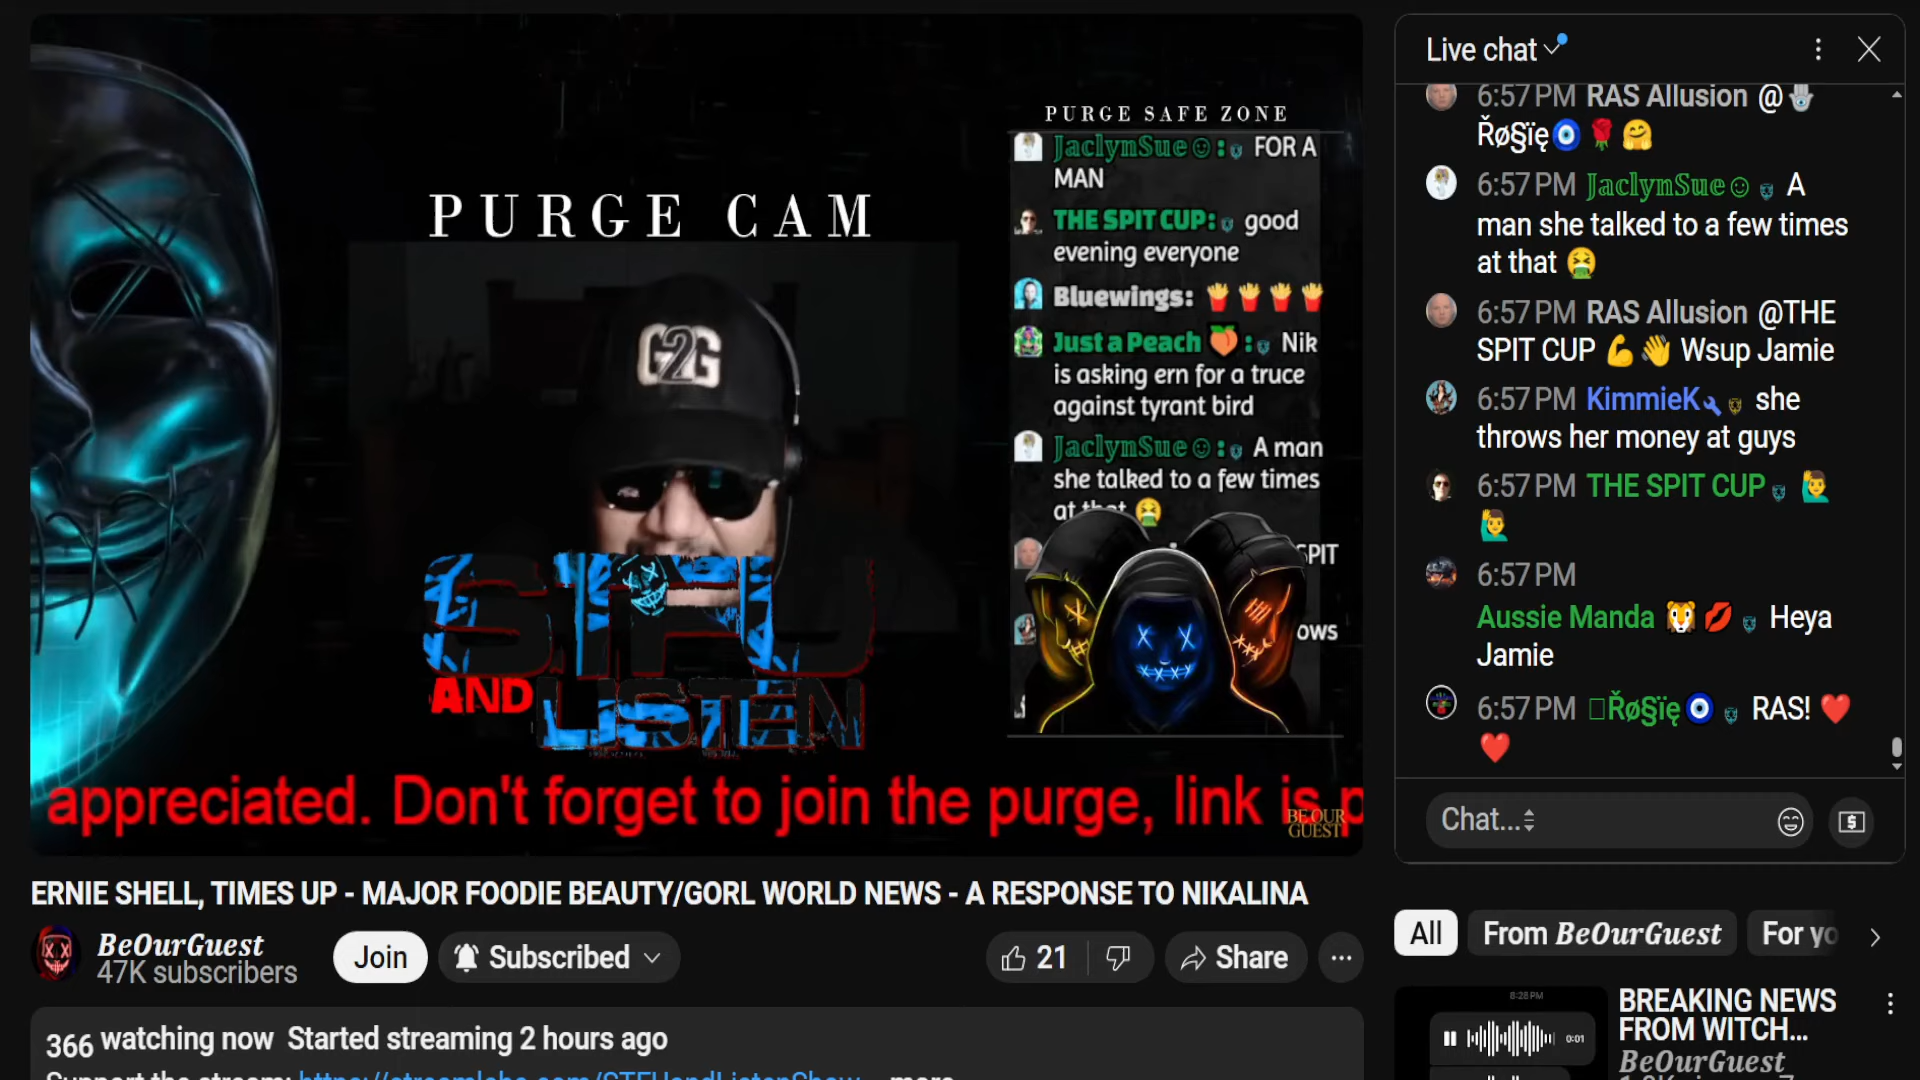 PURGE CAM
G2G
STFU
AND LISTEN
appreciated. Don't forget to join the purge, link is p
BE OUR
GUEST
PURGE SAFE ZONE
JaclynSue☺: FOR A
MAN
THE SPIT CUP: good
evening everyone
Bluewings: 🍟🍟🍟🍟
Just a Peach 🍑: Nik
is asking ern for a truce
against tyrant bird
JaclynSue☺: A man
she talked to a few times
at that 🤮
SPIT
ows
ERNIE SHELL, TIMES UP - MAJOR FOODIE BEAUTY/GORL WORLD NEWS - A RESPONSE TO NIKALINA
BeOurGuest
47K subscribers
Join
Subscribed
21
Share
366 watching now Started streaming 2 hours ago
Support the stream: https://streamlabs.com/STFUandListenShow ...more
Live chat
6:57 PM RAS Allusion @🪬
Řø§ïę🧿🌹🤗
6:57 PM JaclynSue☺ A
man she talked to a few times
at that 🤮
6:57 PM RAS Allusion @THE
SPIT CUP 💪👋 Wsup Jamie
6:57 PM KimmieK she
throws her money at guys
6:57 PM THE SPIT CUP 🙋‍♂️
🙋‍♂️
6:57 PM
Aussie Manda 🐯💋 Heya
Jamie
6:57 PM Řø§ïę🧿 RAS! ❤️
❤️
Chat...
All
From BeOurGuest
For yo
8:28 PM
0:01
BREAKING NEWS
FROM WITCH...
BeOurGuest